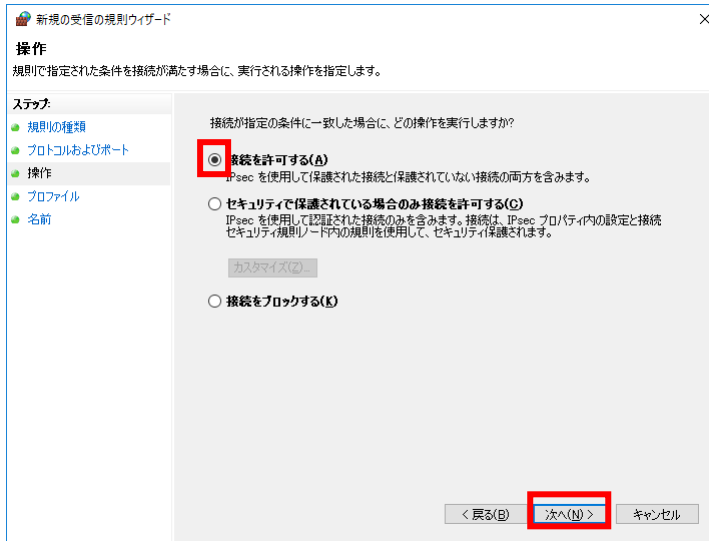 新規の受信の規則ウィザード
操作
規則で指定された条件を接続が満たす場合に、実行される操作を指定します。
ステップ:
規則の種類
プロトコルおよびポート
操作
プロファイル
名前
接続が指定の条件に一致した場合に、どの操作を実行しますか?
接続を許可する(A)
IPsec を使用して保護された接続と保護されていない接続の両方を含みます。
セキュリティで保護されている場合のみ接続を許可する(C)
IPsec を使用して認証された接続のみを含みます。接続は、IPsec プロパティ内の設定と接続
セキュリティ規則ノード内の規則を使用して、セキュリティ保護されます。
カスタマイズ(Z)...
接続をブロックする(K)
< 戻る(B) 次へ(N) > キャンセル